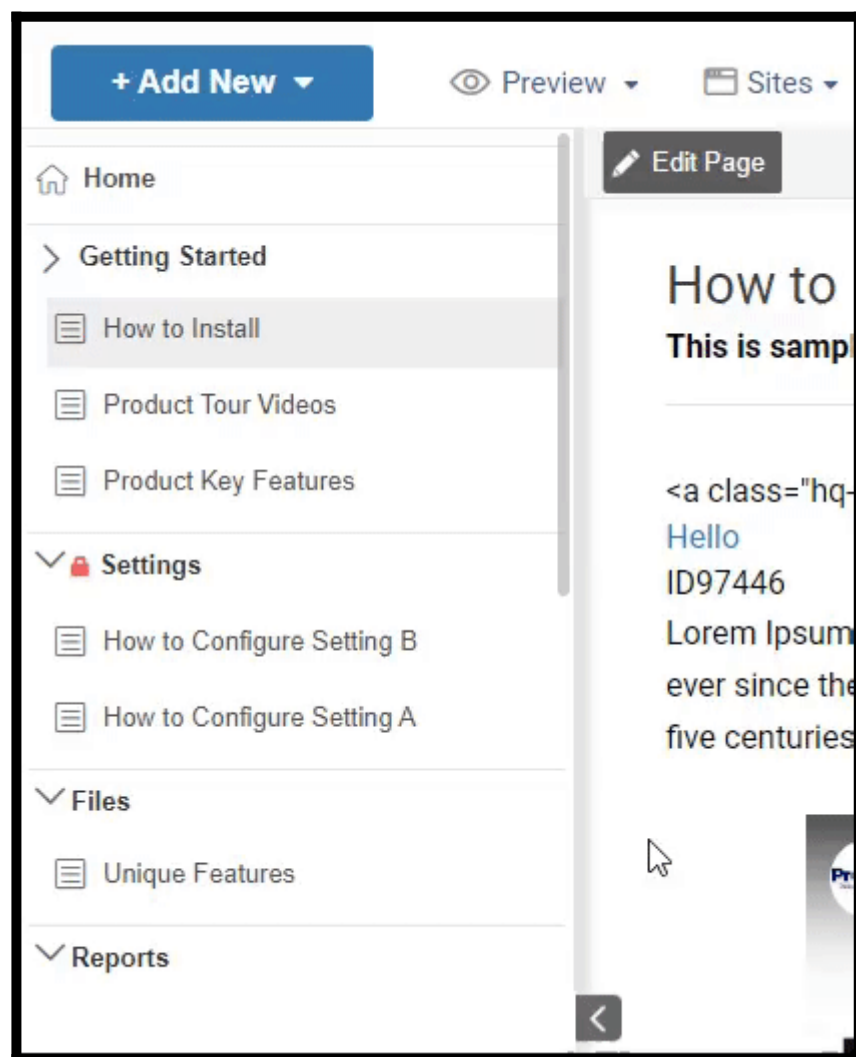 + Add New
Preview
Sites
Home
Edit Page
Getting Started
How to Install
Product Tour Videos
Product Key Features
Settings
How to Configure Setting B
How to Configure Setting A
Files
Unique Features
Reports
How to
This is sampl
<a class="hq-
Hello
ID97446
Lorem Ipsum
ever since the
five centuries
Pr